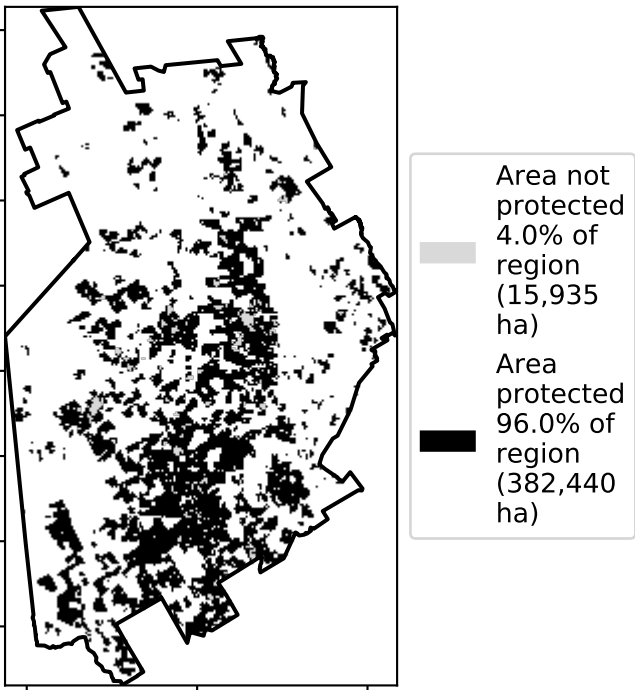 Area not
protected
4.0% of
region
(15,935
ha)
Area
protected
96.0% of
region
(382,440
ha)